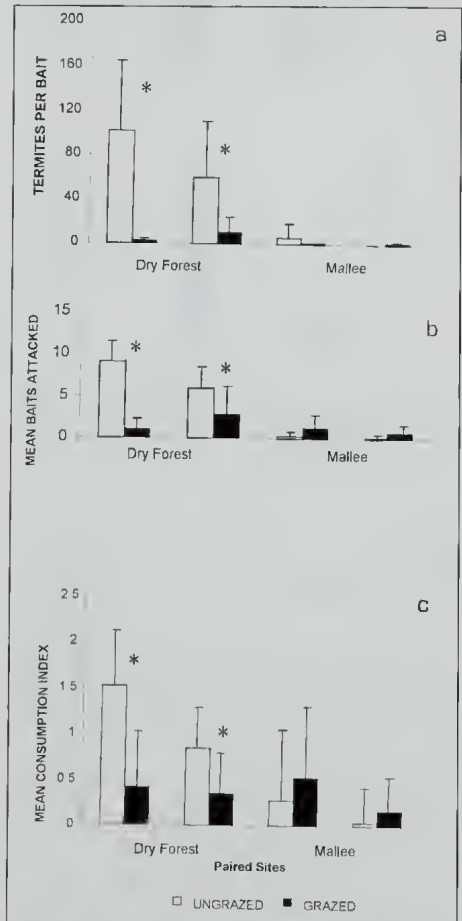 a
TERMITES PER BAIT
200
160
120
80
40
0
*
*
Dry Forest Mallee
b
MEAN BAITS ATTACKED
15
10
5
0
*
*
Dry Forest Mallee
c
MEAN CONSUMPTION INDEX
2 5
2
1 5
1
0 5
0
*
*
Dry Forest Mallee
Paired Sites
UNGRAZED GRAZED